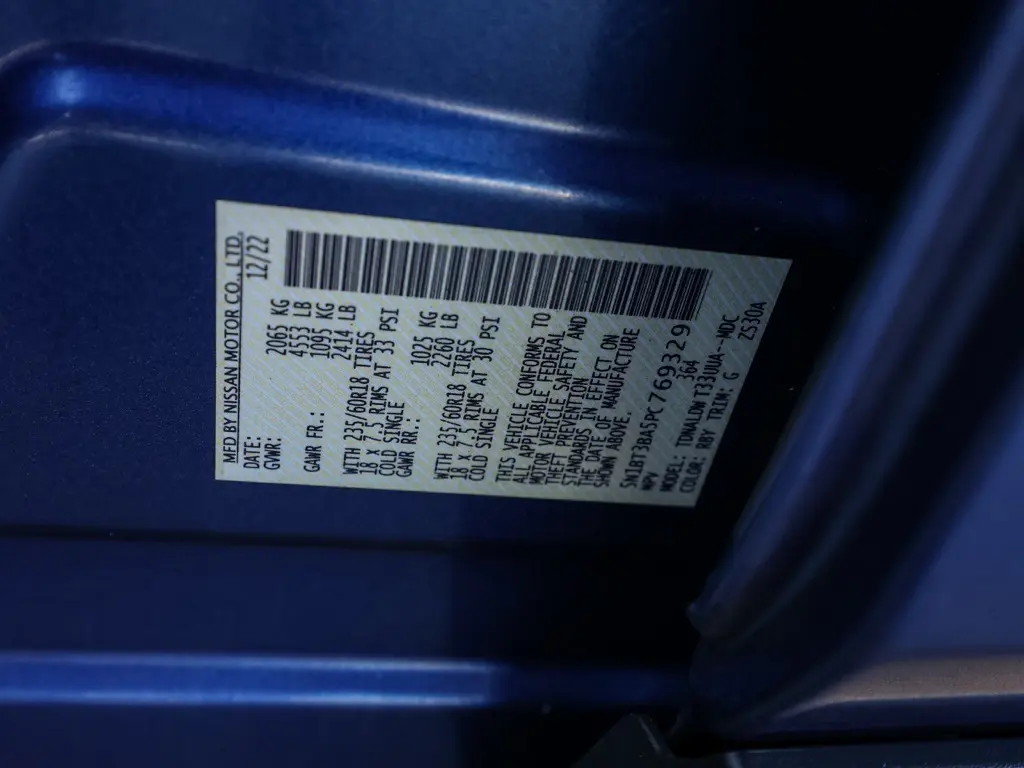 MFD BY NISSAN MOTOR CO., LTD.
DATE: 12/22
GVWR: 2065 KG
4553 LB
GAWR FR.: 1095 KG
2414 LB
WITH 235/60R18 TIRES
18 X 7.5 RIMS AT 33 PSI
COLD SINGLE
GAWR RR.: 1025 KG
2260 LB
WITH 235/60R18 TIRES
18 X 7.5 RIMS AT 30 PSI
COLD SINGLE
THIS VEHICLE CONFORMS TO
ALL APPLICABLE FEDERAL
MOTOR VEHICLE SAFETY AND
THEFT PREVENTION
STANDARDS IN EFFECT ON
THE DATE OF MANUFACTURE
SHOWN ABOVE.
5N1BT3BA5PC769329
MPV 364
MODEL: TDNALDW T33UUA--NDC
COLOR: RBY TRIM: G ZS30A